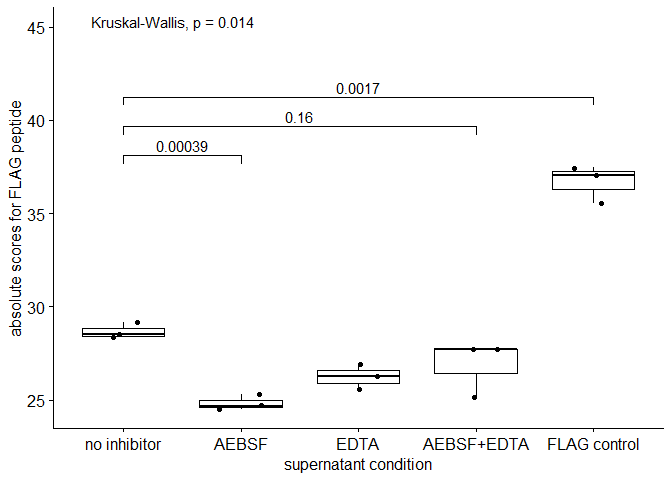 Kruskal-Wallis, p = 0.014
45
40
35
30
25
0.0017
0.16
0.00039
absolute scores for FLAG peptide
no inhibitor AEBSF EDTA AEBSF+EDTA FLAG control
supernatant condition